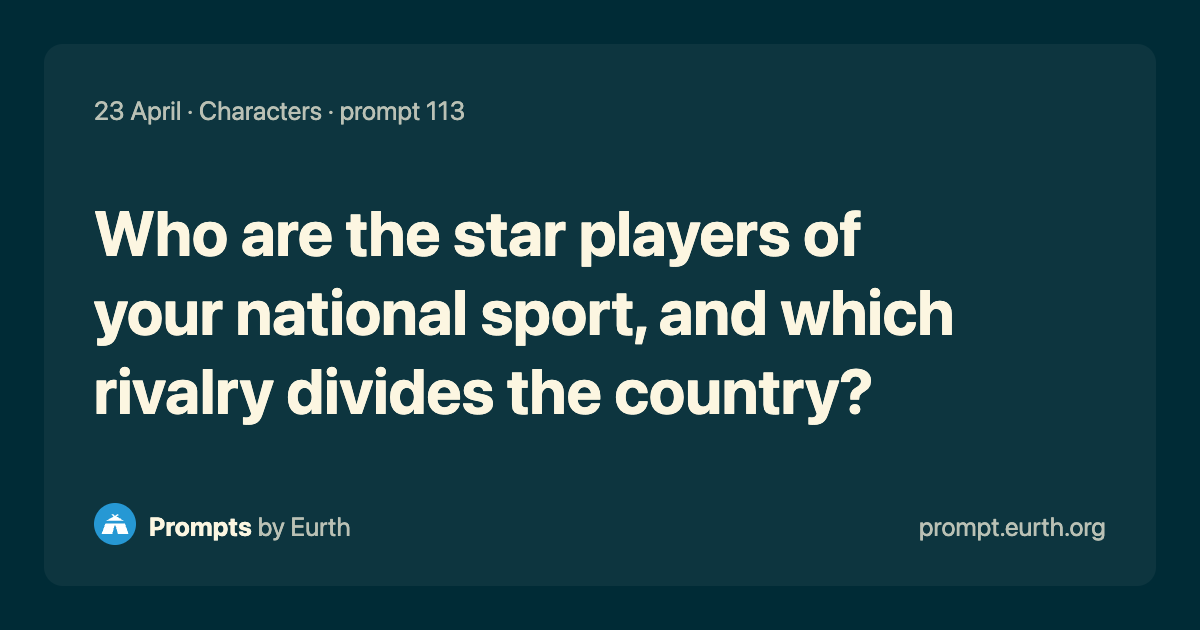 23 April · Characters · prompt 113
Who are the star players of
your national sport, and which
rivalry divides the country?
Prompts by Eurth
prompt.eurth.org